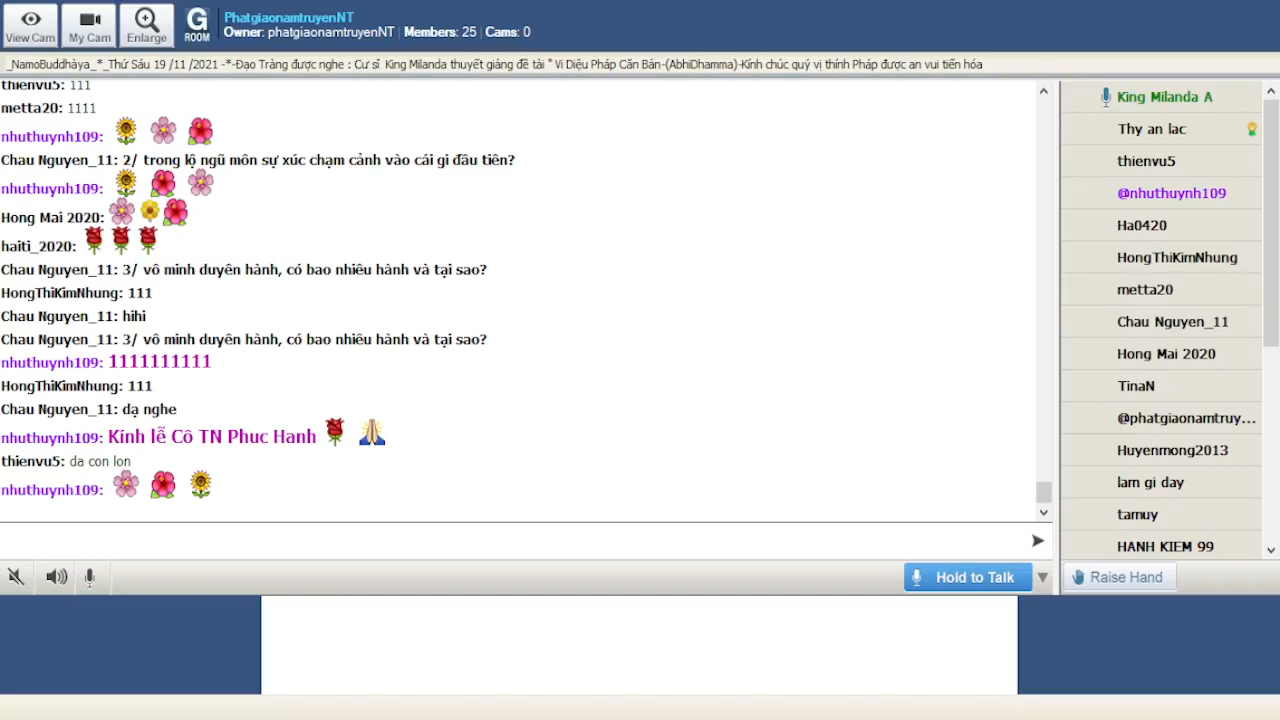 View Cam
My Cam
Enlarge
G
ROOM
PhatgiaonamtruyenNT
Owner: phatgiaonamtruyenNT | Members: 25 | Cams: 0
_NamoBuddhàya_*_Thứ Sáu 19 /11 /2021 -*-Đạo Tràng được nghe : Cư sĩ  King Milanda thuyết giảng đề tài " Vi Diệu Pháp Căn Bản-(AbhiDhamma)-Kính chúc quý vị thính Pháp được an vui tiến hóa
thienvu5: 111
metta20: 1111
nhuthuynh109:
Chau Nguyen_11: 2/ trong lộ ngũ môn sự xúc chạm cảnh vào cái gì đầu tiên?
nhuthuynh109:
Hong Mai 2020:
haiti_2020:
Chau Nguyen_11: 3/ vô minh duyên hành, có bao nhiêu hành và tại sao?
HongThiKimNhung: 111
Chau Nguyen_11: hihi
Chau Nguyen_11: 3/ vô minh duyên hành, có bao nhiêu hành và tại sao?
nhuthuynh109: 1111111111
HongThiKimNhung: 111
Chau Nguyen_11: dạ nghe
nhuthuynh109: Kính lễ Cô TN Phuc Hanh
thienvu5: da con lon
nhuthuynh109:
King Milanda A
Thy an lac
thienvu5
@nhuthuynh109
Ha0420
HongThiKimNhung
metta20
Chau Nguyen_11
Hong Mai 2020
TinaN
@phatgiaonamtruy...
Huyenmong2013
lam gi day
tamuy
HANH KIEM 99
Hold to Talk
Raise Hand